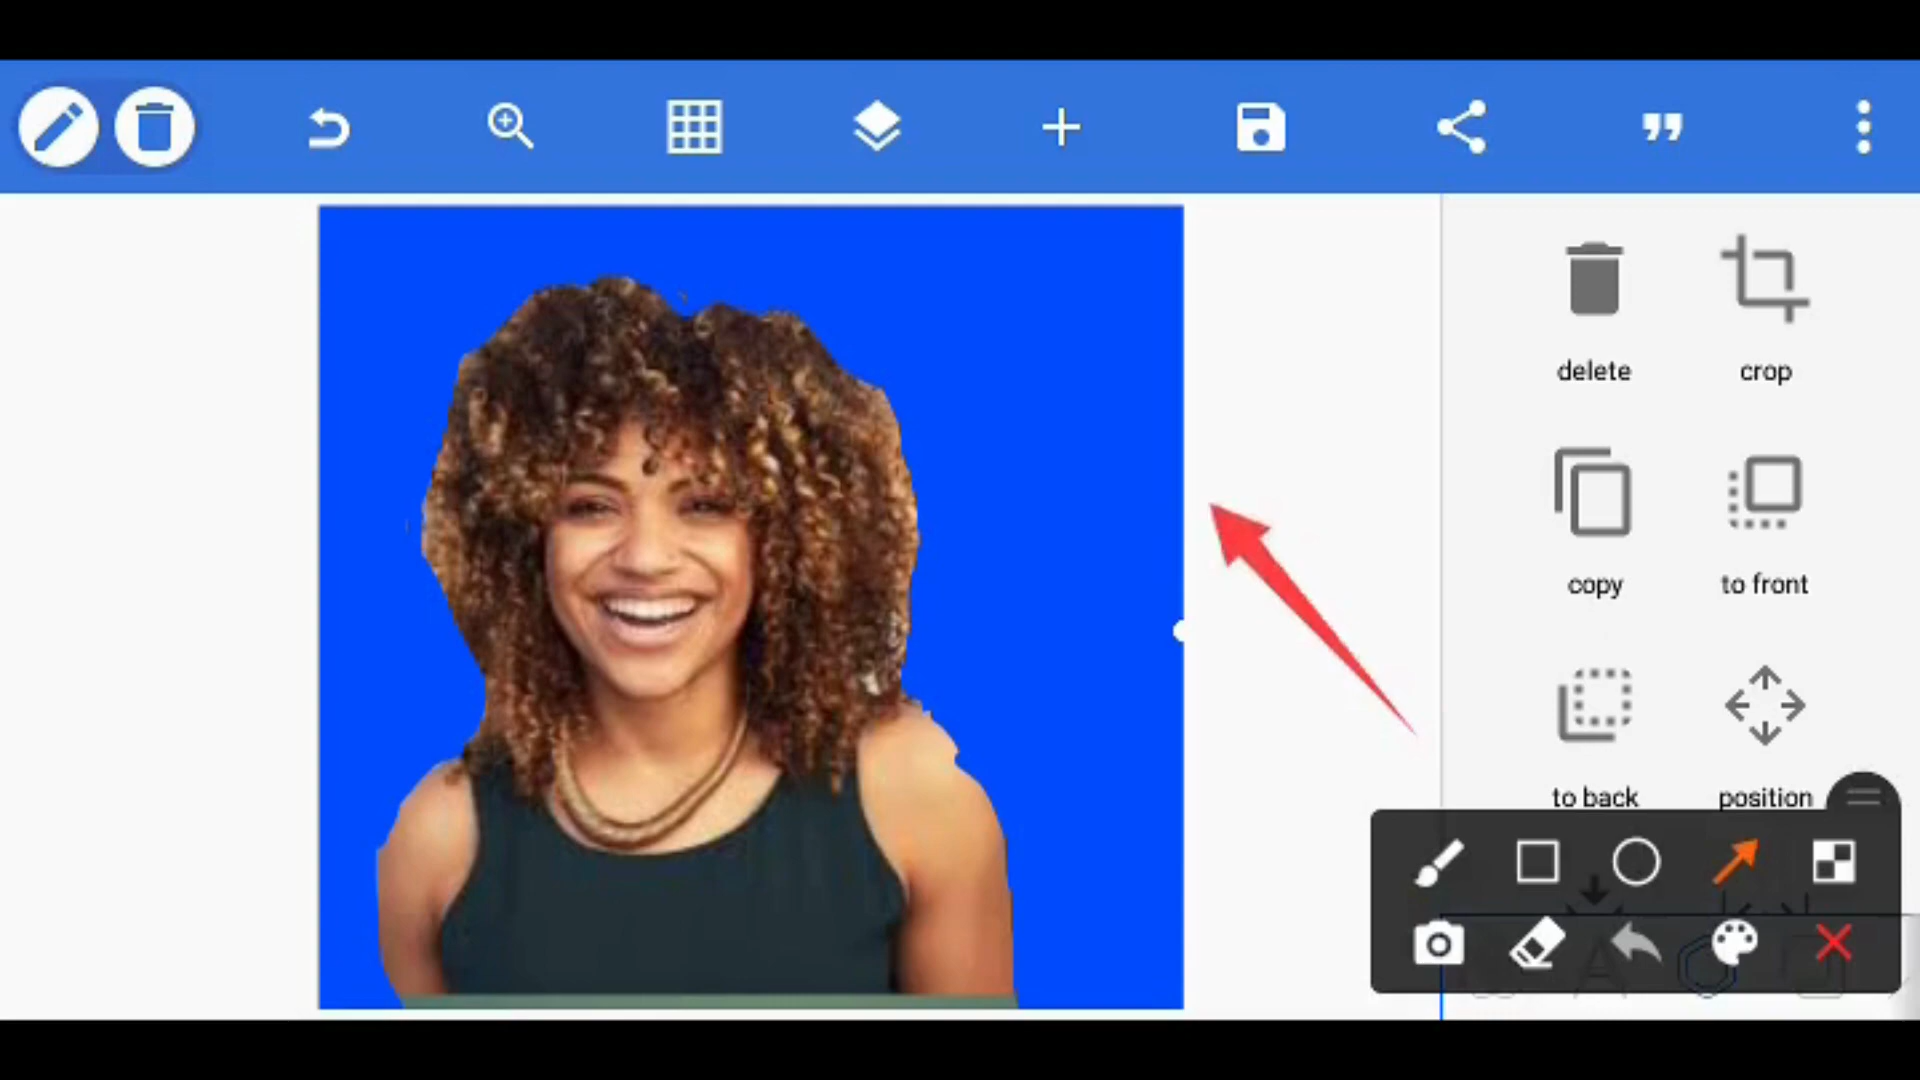 delete
crop
copy
to front
to back
position